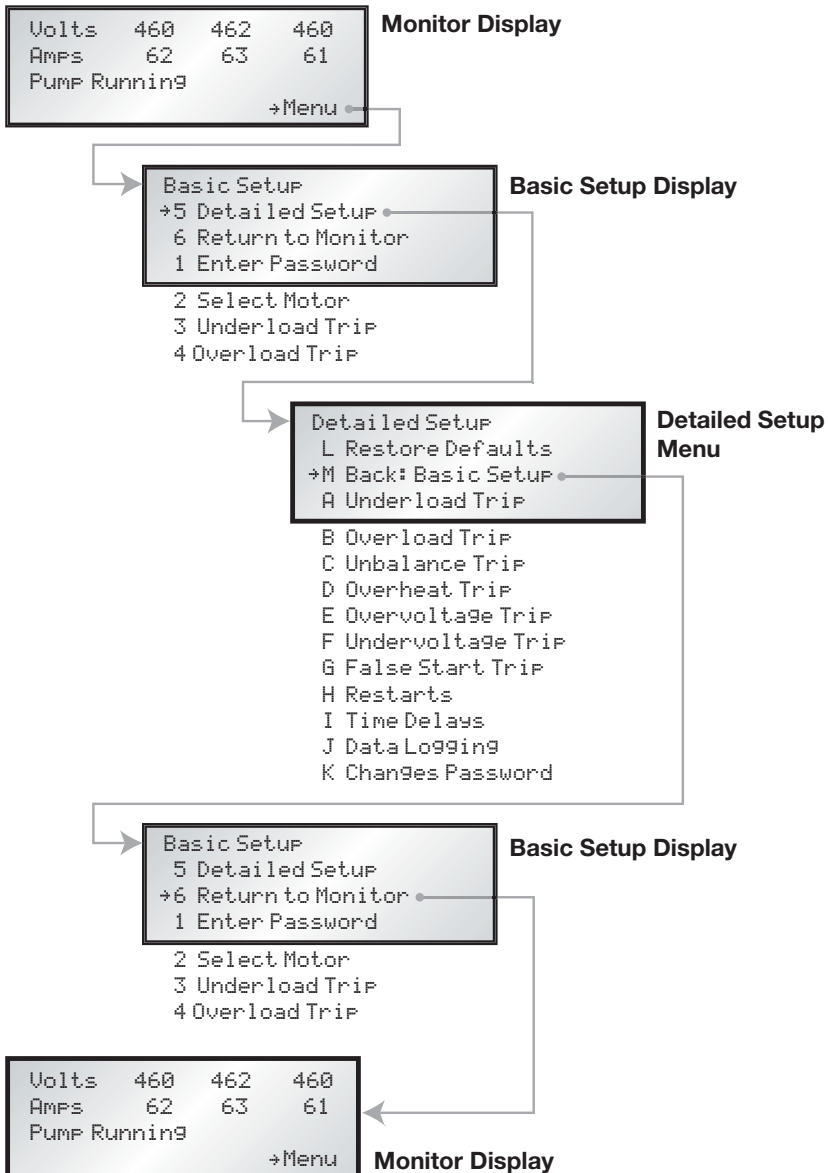 Volts 460 462 460
Amps 62 63 61
Pump Running
→Menu
Monitor Display
Basic Setup
→5 Detailed Setup
6 Return to Monitor
1 Enter Password
2 Select Motor
3 Underload Trip
4 Overload Trip
Basic Setup Display
Detailed Setup
L Restore Defaults
→M Back: Basic Setup
A Underload Trip
B Overload Trip
C Unbalance Trip
D Overheat Trip
E Overvoltage Trip
F Undervoltage Trip
G False Start Trip
H Restarts
I Time Delays
J Data Logging
K Changes Password
Detailed Setup
Menu
Basic Setup
5 Detailed Setup
→6 Return to Monitor
1 Enter Password
2 Select Motor
3 Underload Trip
4 Overload Trip
Basic Setup Display
Volts 460 462 460
Amps 62 63 61
Pump Running
→Menu
Monitor Display